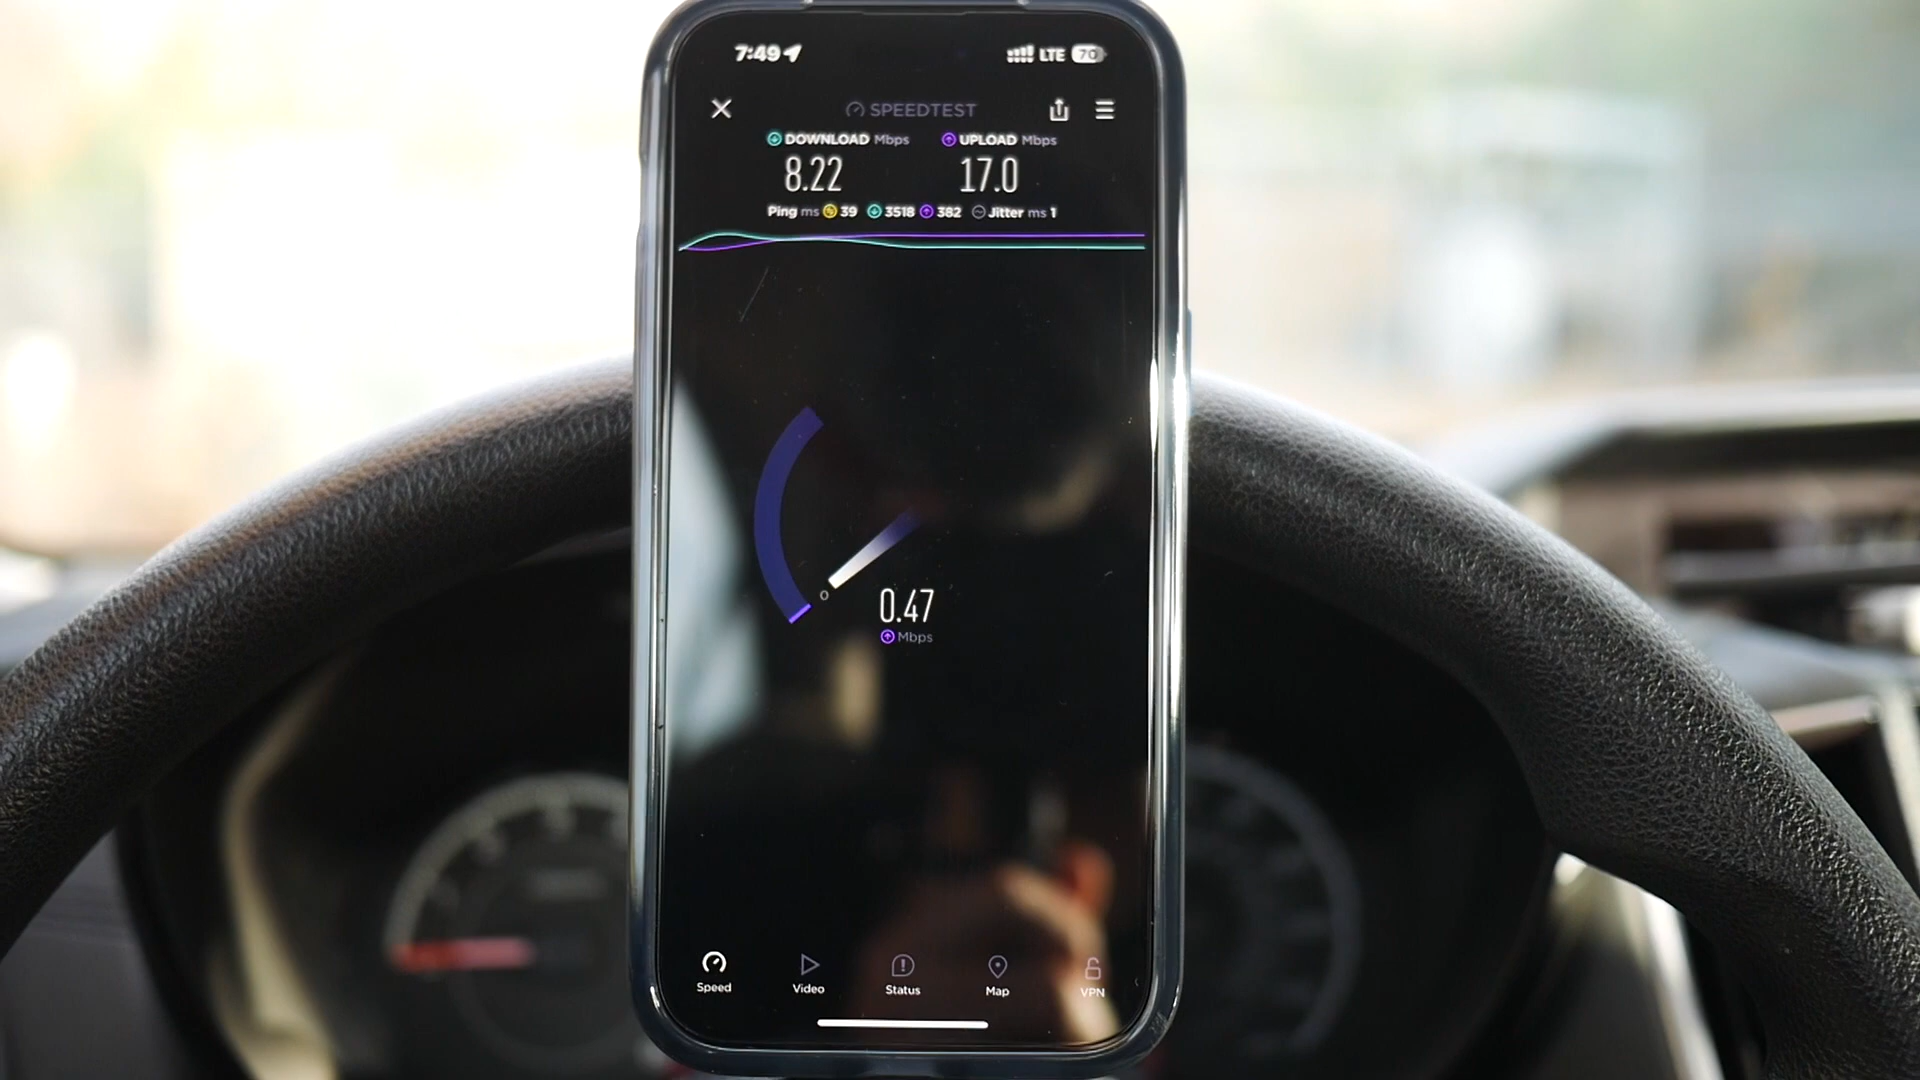 7:49 LTE 70
SPEEDTEST
DOWNLOAD Mbps UPLOAD Mbps
8.22 17.0
Ping ms 39 3518 382 Jitter ms 1
0
0.47
Mbps
Speed Video Status Map VPN